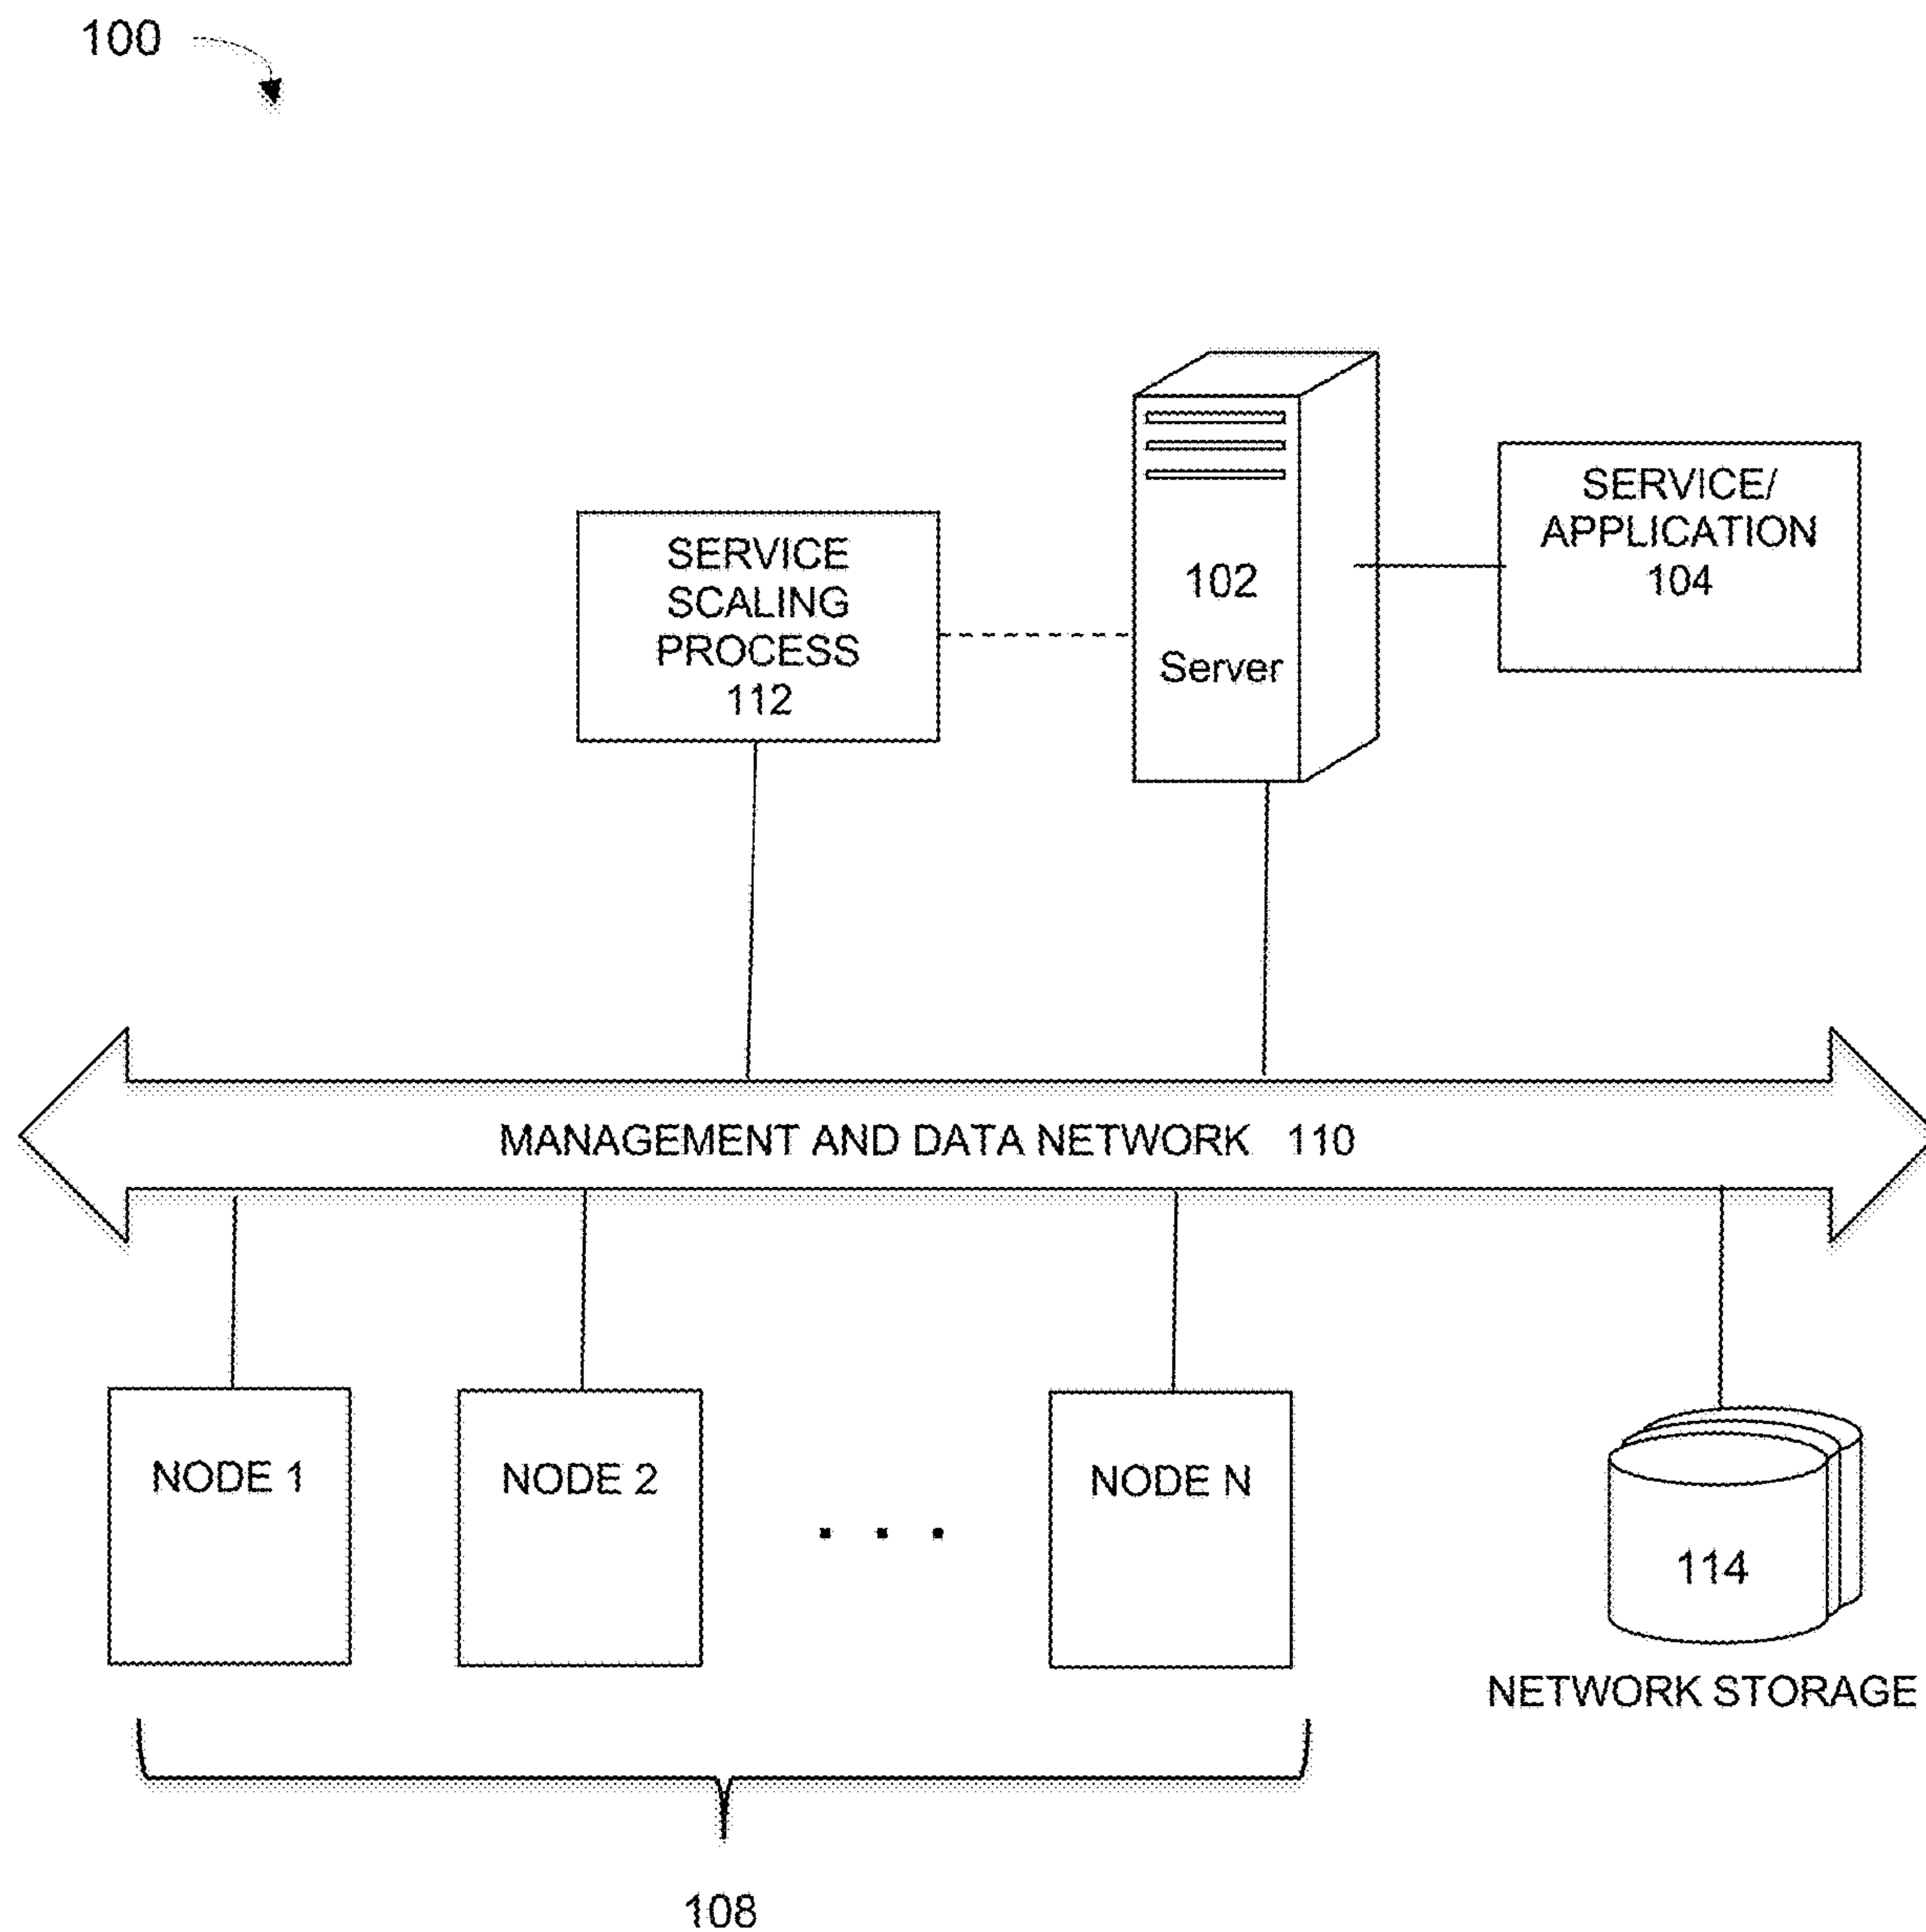 100
SERVICE/
APPLICATION
104
SERVICE
SCALING
PROCESS
112
102
Server
MANAGEMENT AND DATA NETWORK 110
NODE 1
NODE 2
. . .
NODE N
114
NETWORK STORAGE
108